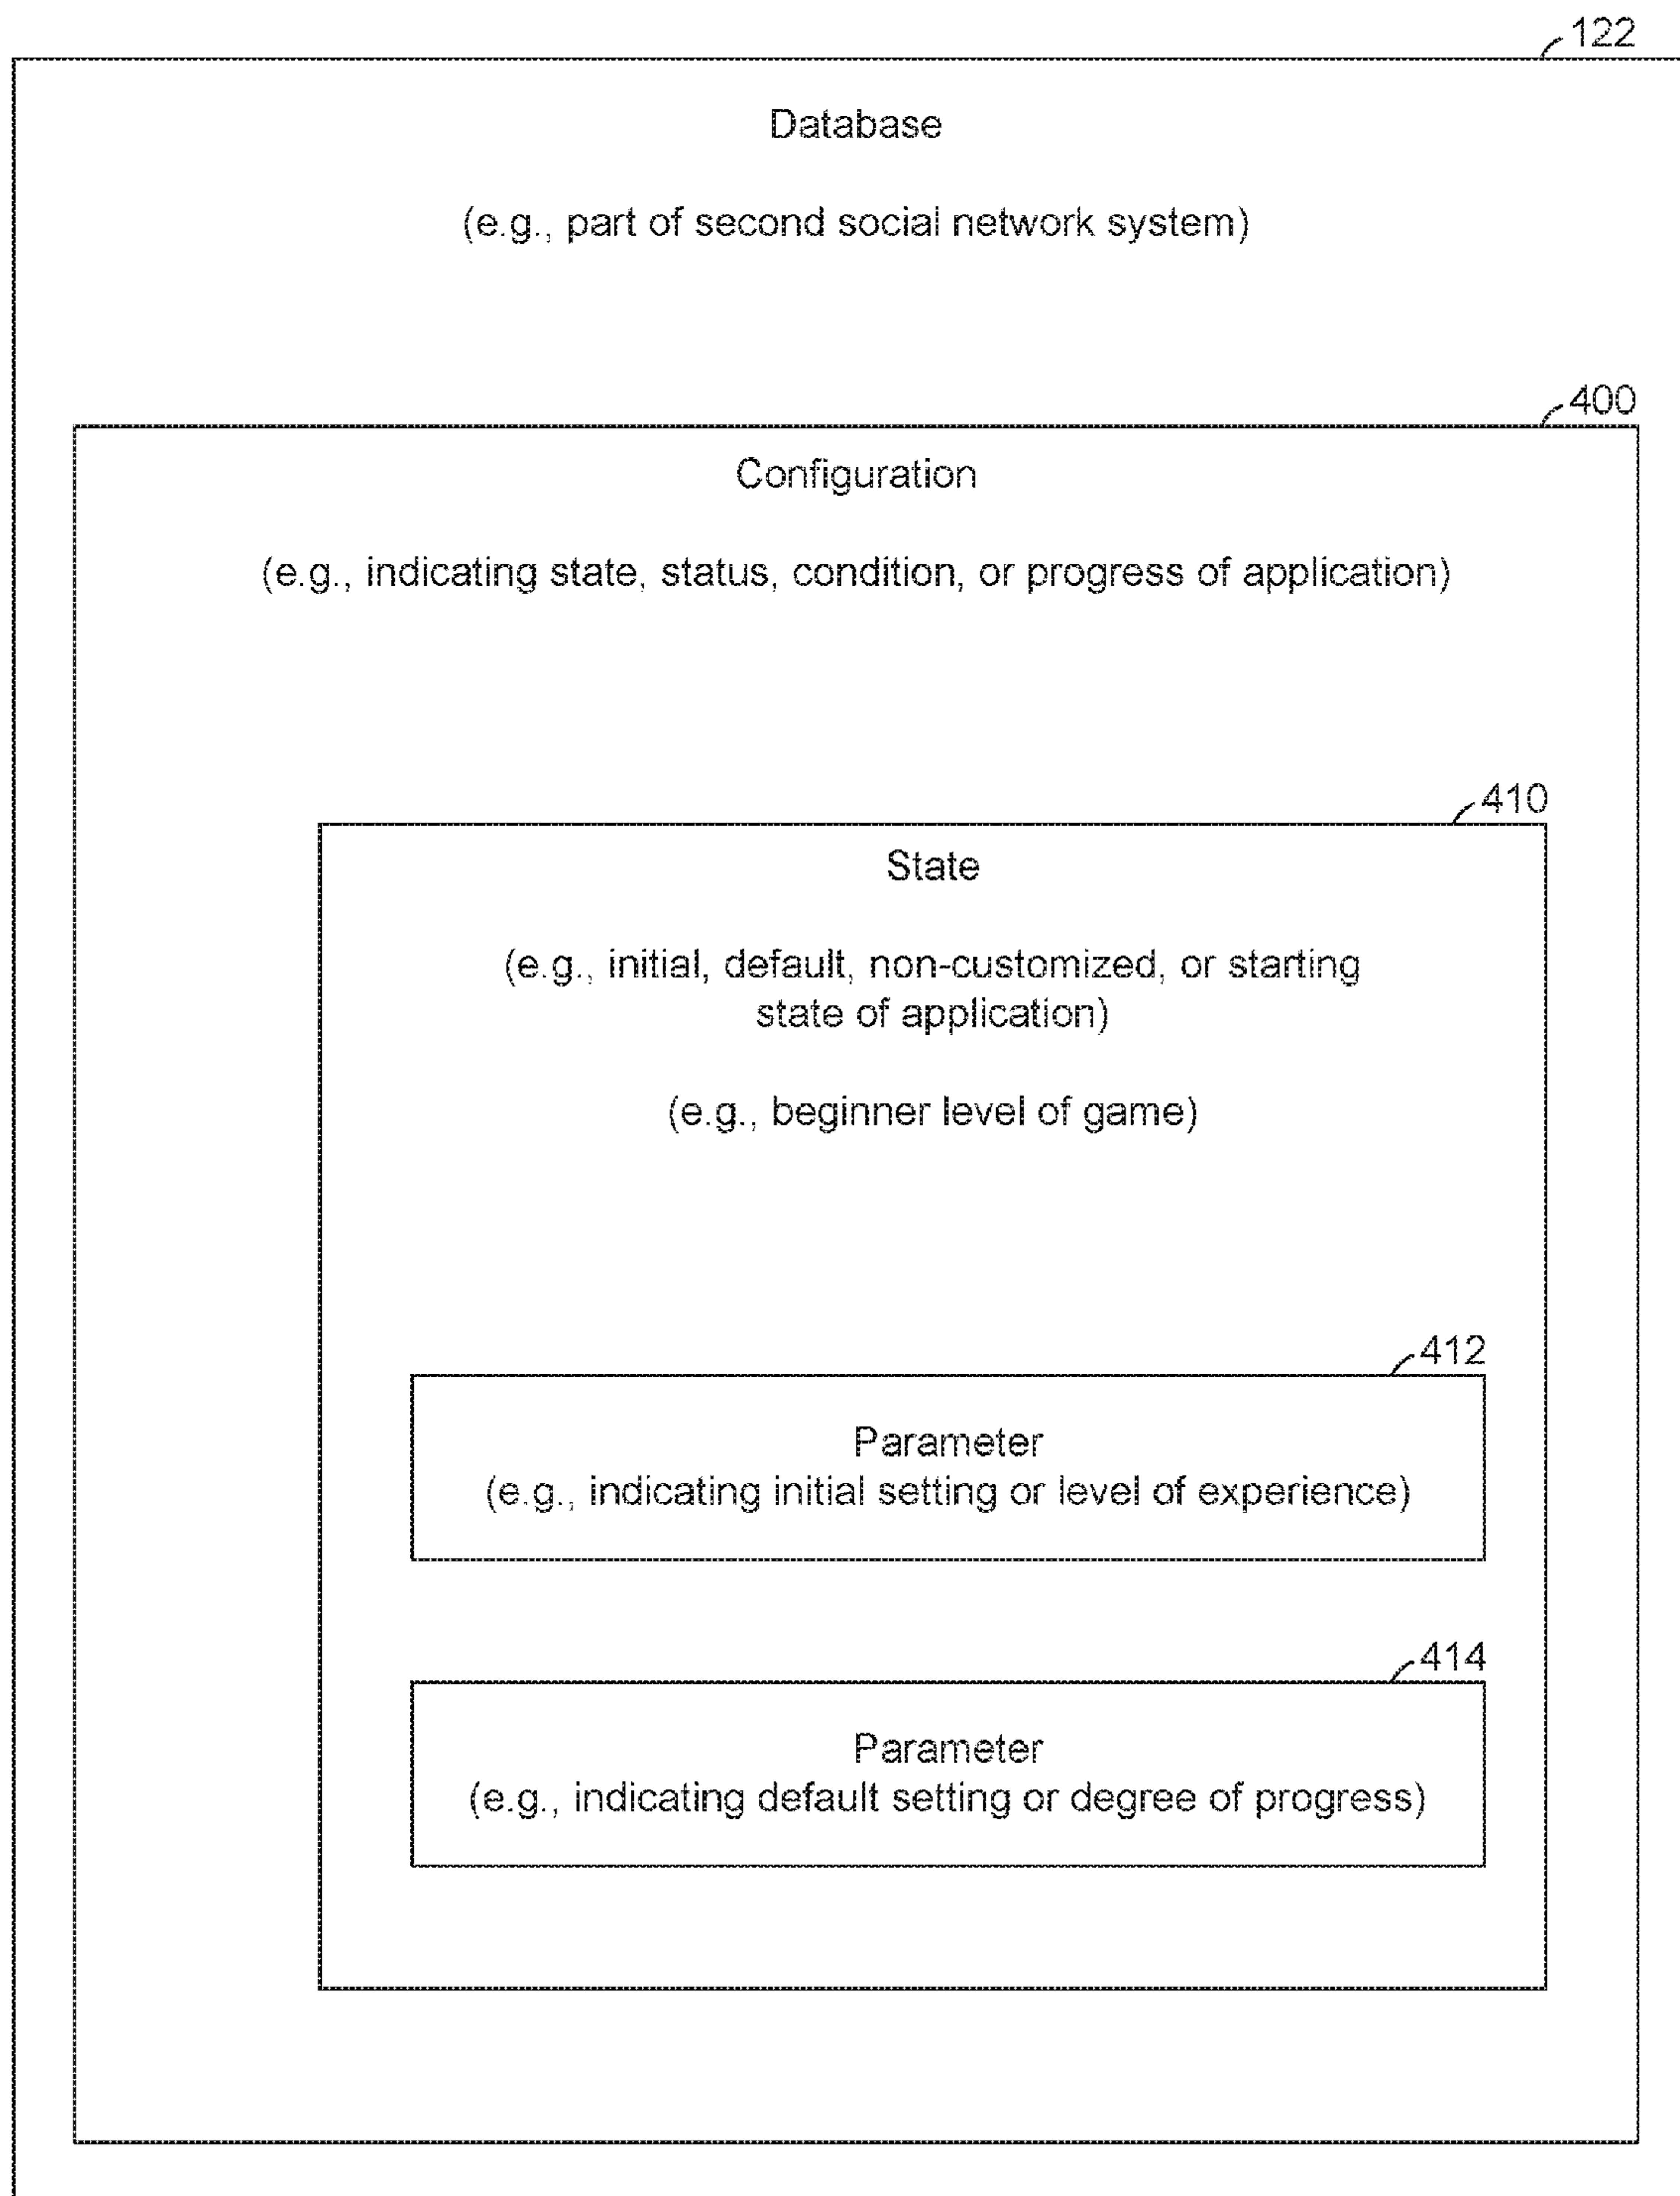 122
Database
(e.g., part of second social network system)
400
Configuration
(e.g., indicating state, status, condition, or progress of application)
410
State
(e.g., initial, default, non-customized, or starting
state of application)
(e.g., beginner level of game)
412
Parameter
(e.g., indicating initial setting or level of experience)
414
Parameter
(e.g., indicating default setting or degree of progress)